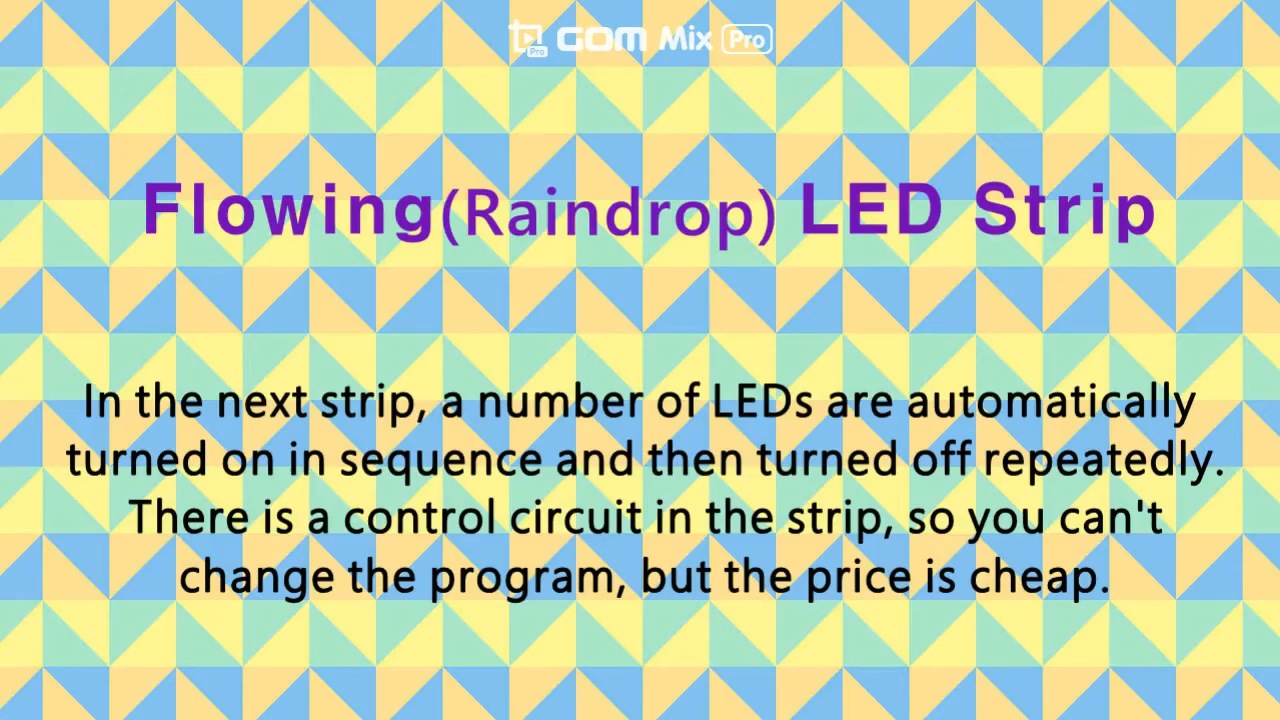 Pro GOM Mix Pro
Flowing(Raindrop) LED Strip
In the next strip, a number of LEDs are automatically
turned on in sequence and then turned off repeatedly.
There is a control circuit in the strip, so you can't
change the program, but the price is cheap.